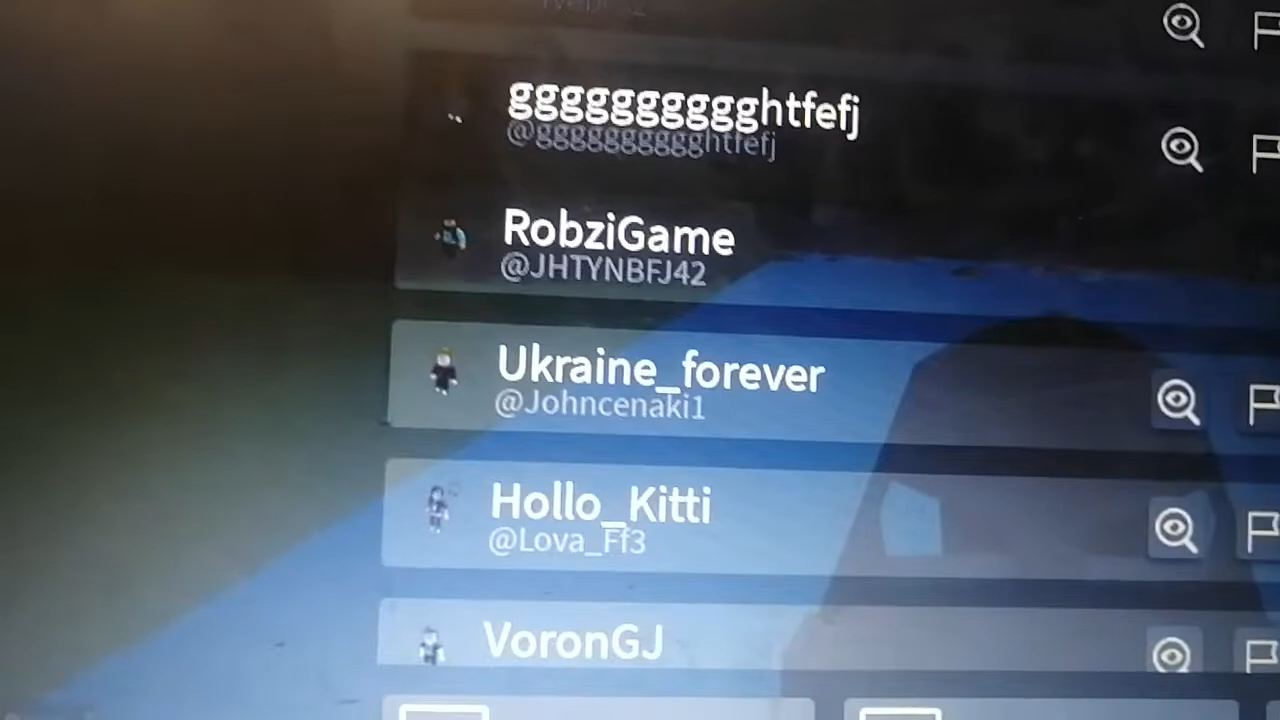 gggggggggghtfefj
@gggggggggghtfefj
RobziGame
@JHTYNBFJ42
Ukraine_forever
@Johncenaki1
Hollo_Kitti
@Lova_Ff3
VoronGJ